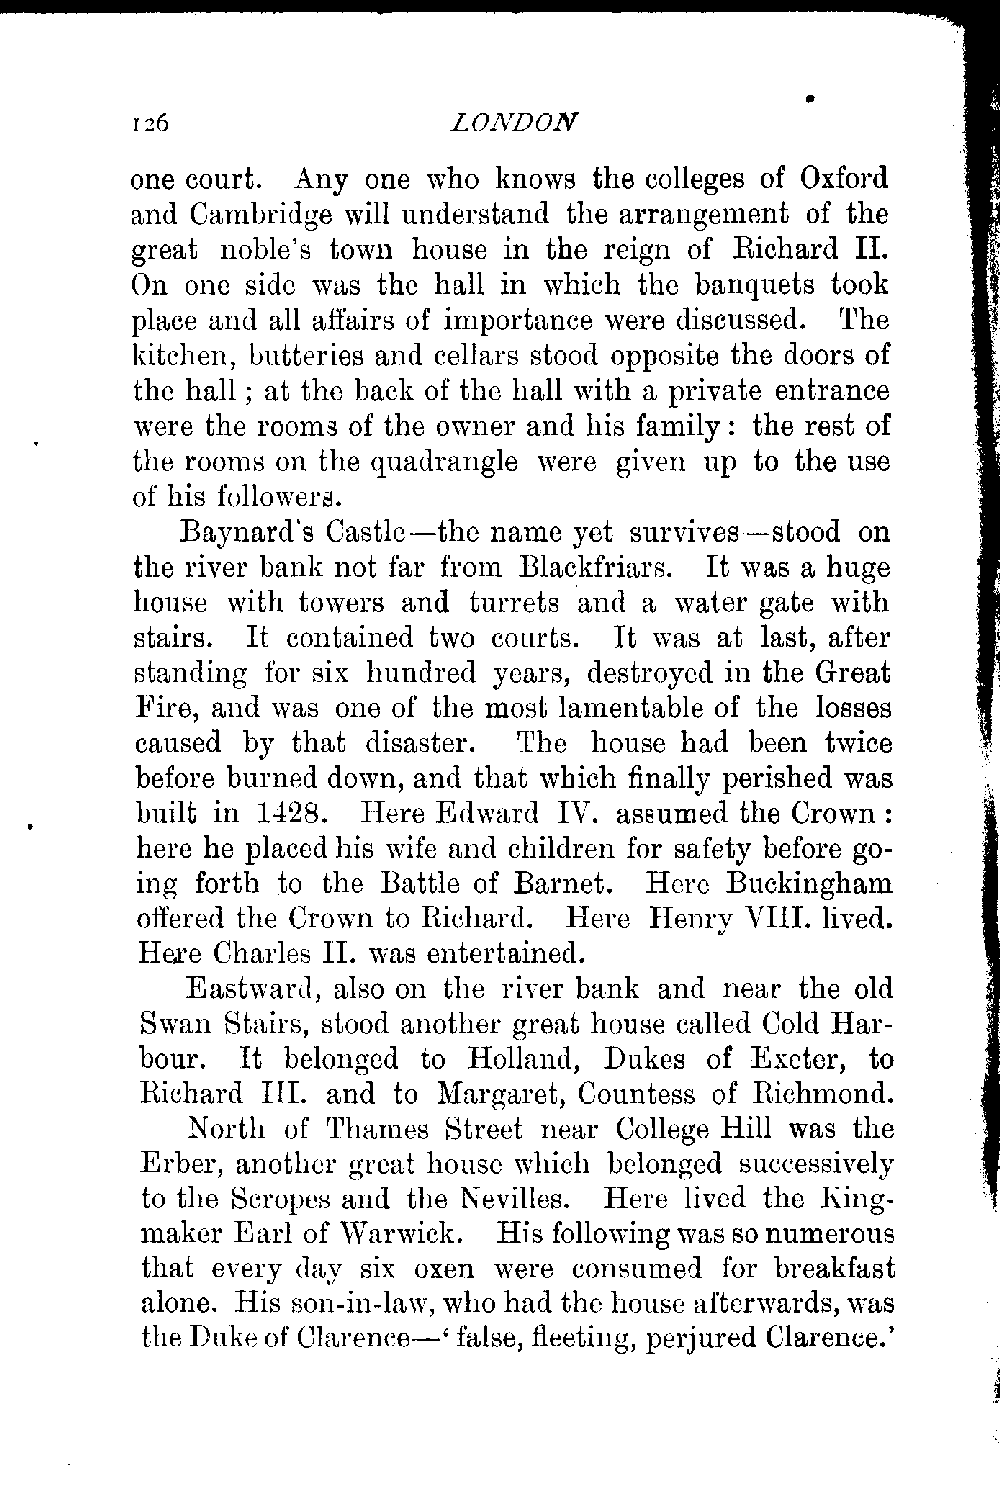 126 LONDON
one court. Any one who knows the colleges of Oxford
and Cambridge will understand the arrangement of the
great noble's town house in the reign of Richard II.
On one side was the hall in which the banquets took
place and all affairs of importance were discussed. The
kitchen, butteries and cellars stood opposite the doors of
the hall ; at the back of the hall with a private entrance
were the rooms of the owner and his family : the rest of
the rooms on the quadrangle were given up to the use
of his followers.
Baynard's Castle—the name yet survives—stood on
the river bank not far from Blackfriars. It was a huge
house with towers and turrets and a water gate with
stairs. It contained two courts. It was at last, after
standing for six hundred years, destroyed in the Great
Fire, and was one of the most lamentable of the losses
caused by that disaster. The house had been twice
before burned down, and that which finally perished was
built in 1428. Here Edward IV. assumed the Crown :
here he placed his wife and children for safety before go-
ing forth to the Battle of Barnet. Here Buckingham
offered the Crown to Richard. Here Henry VIII. lived.
Here Charles II. was entertained.
Eastward, also on the river bank and near the old
Swan Stairs, stood another great house called Cold Har-
bour. It belonged to Holland, Dukes of Exeter, to
Richard III. and to Margaret, Countess of Richmond.
North of Thames Street near College Hill was the
Erber, another great house which belonged successively
to the Scropes and the Nevilles. Here lived the King-
maker Earl of Warwick. His following was so numerous
that every day six oxen were consumed for breakfast
alone. His son-in-law, who had the house afterwards, was
the Duke of Clarence—‘ false, fleeting, perjured Clarence.’